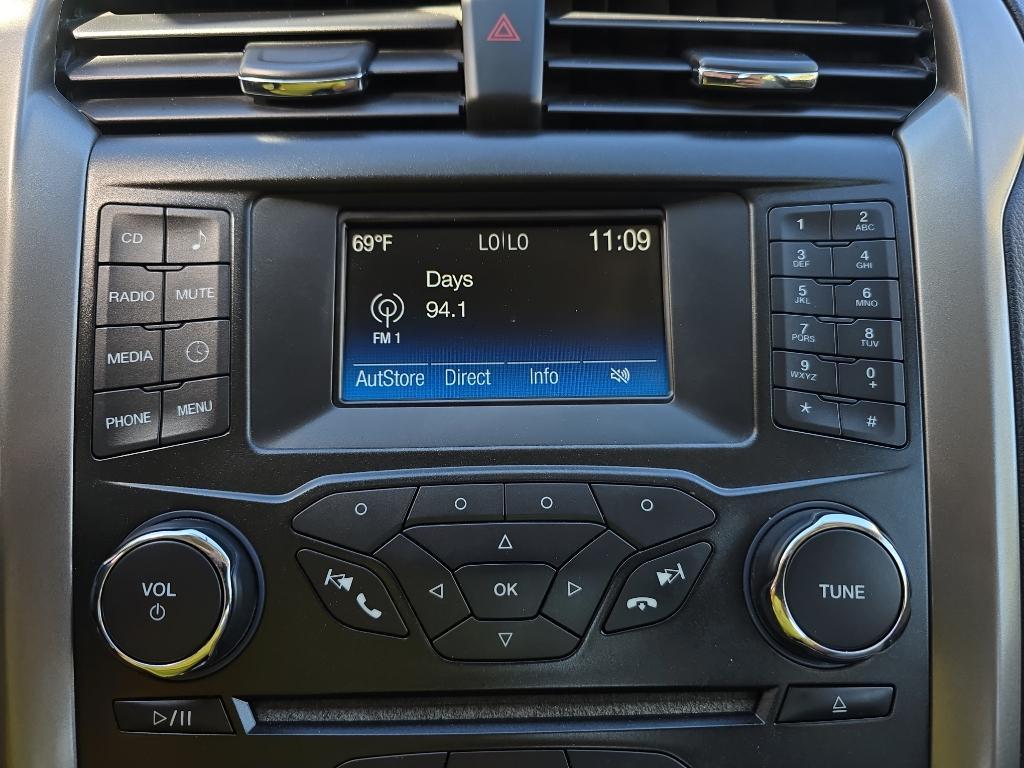 69°F LO|LO 11:09
Days
94.1
FM 1
AutStore Direct Info
CD
RADIO MUTE
MEDIA
PHONE MENU
1 2 ABC
3 DEF 4 GHI
5 JKL 6 MNO
7 PQRS 8 TUV
9 WXYZ 0 +
* #
VOL
OK
TUNE